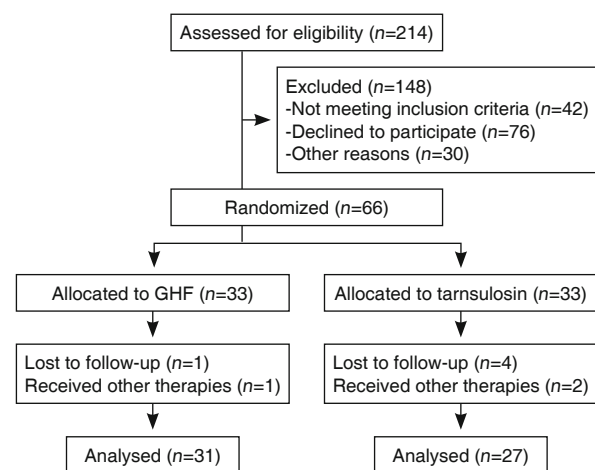 Assessed for eligibility (n=214)
Excluded (n=148)
-Not meeting inclusion criteria (n=42)
-Declined to participate (n=76)
-Other reasons (n=30)
Randomized (n=66)
Allocated to GHF (n=33)
Allocated to tarnsulosin (n=33)
Lost to follow-up (n=1)
Received other therapies (n=1)
Lost to follow-up (n=4)
Received other therapies (n=2)
Analysed (n=31)
Analysed (n=27)